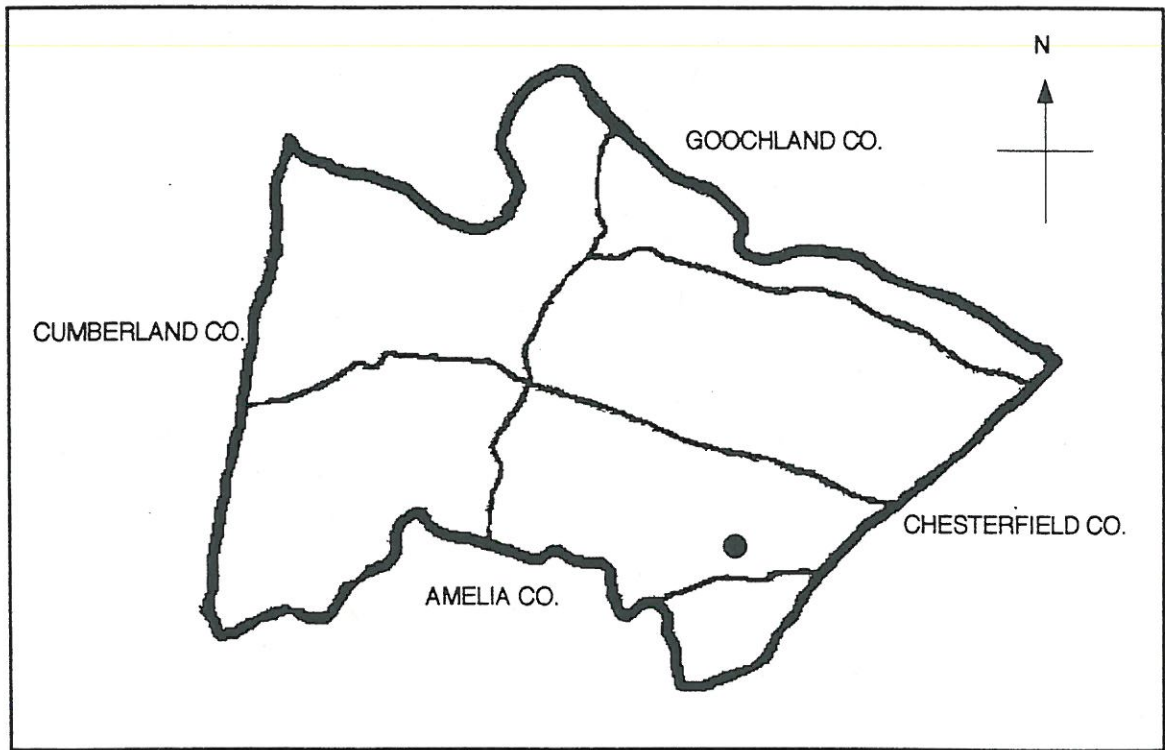 N
GOOCHLAND CO.
CUMBERLAND CO.
CHESTERFIELD CO.
AMELIA CO.